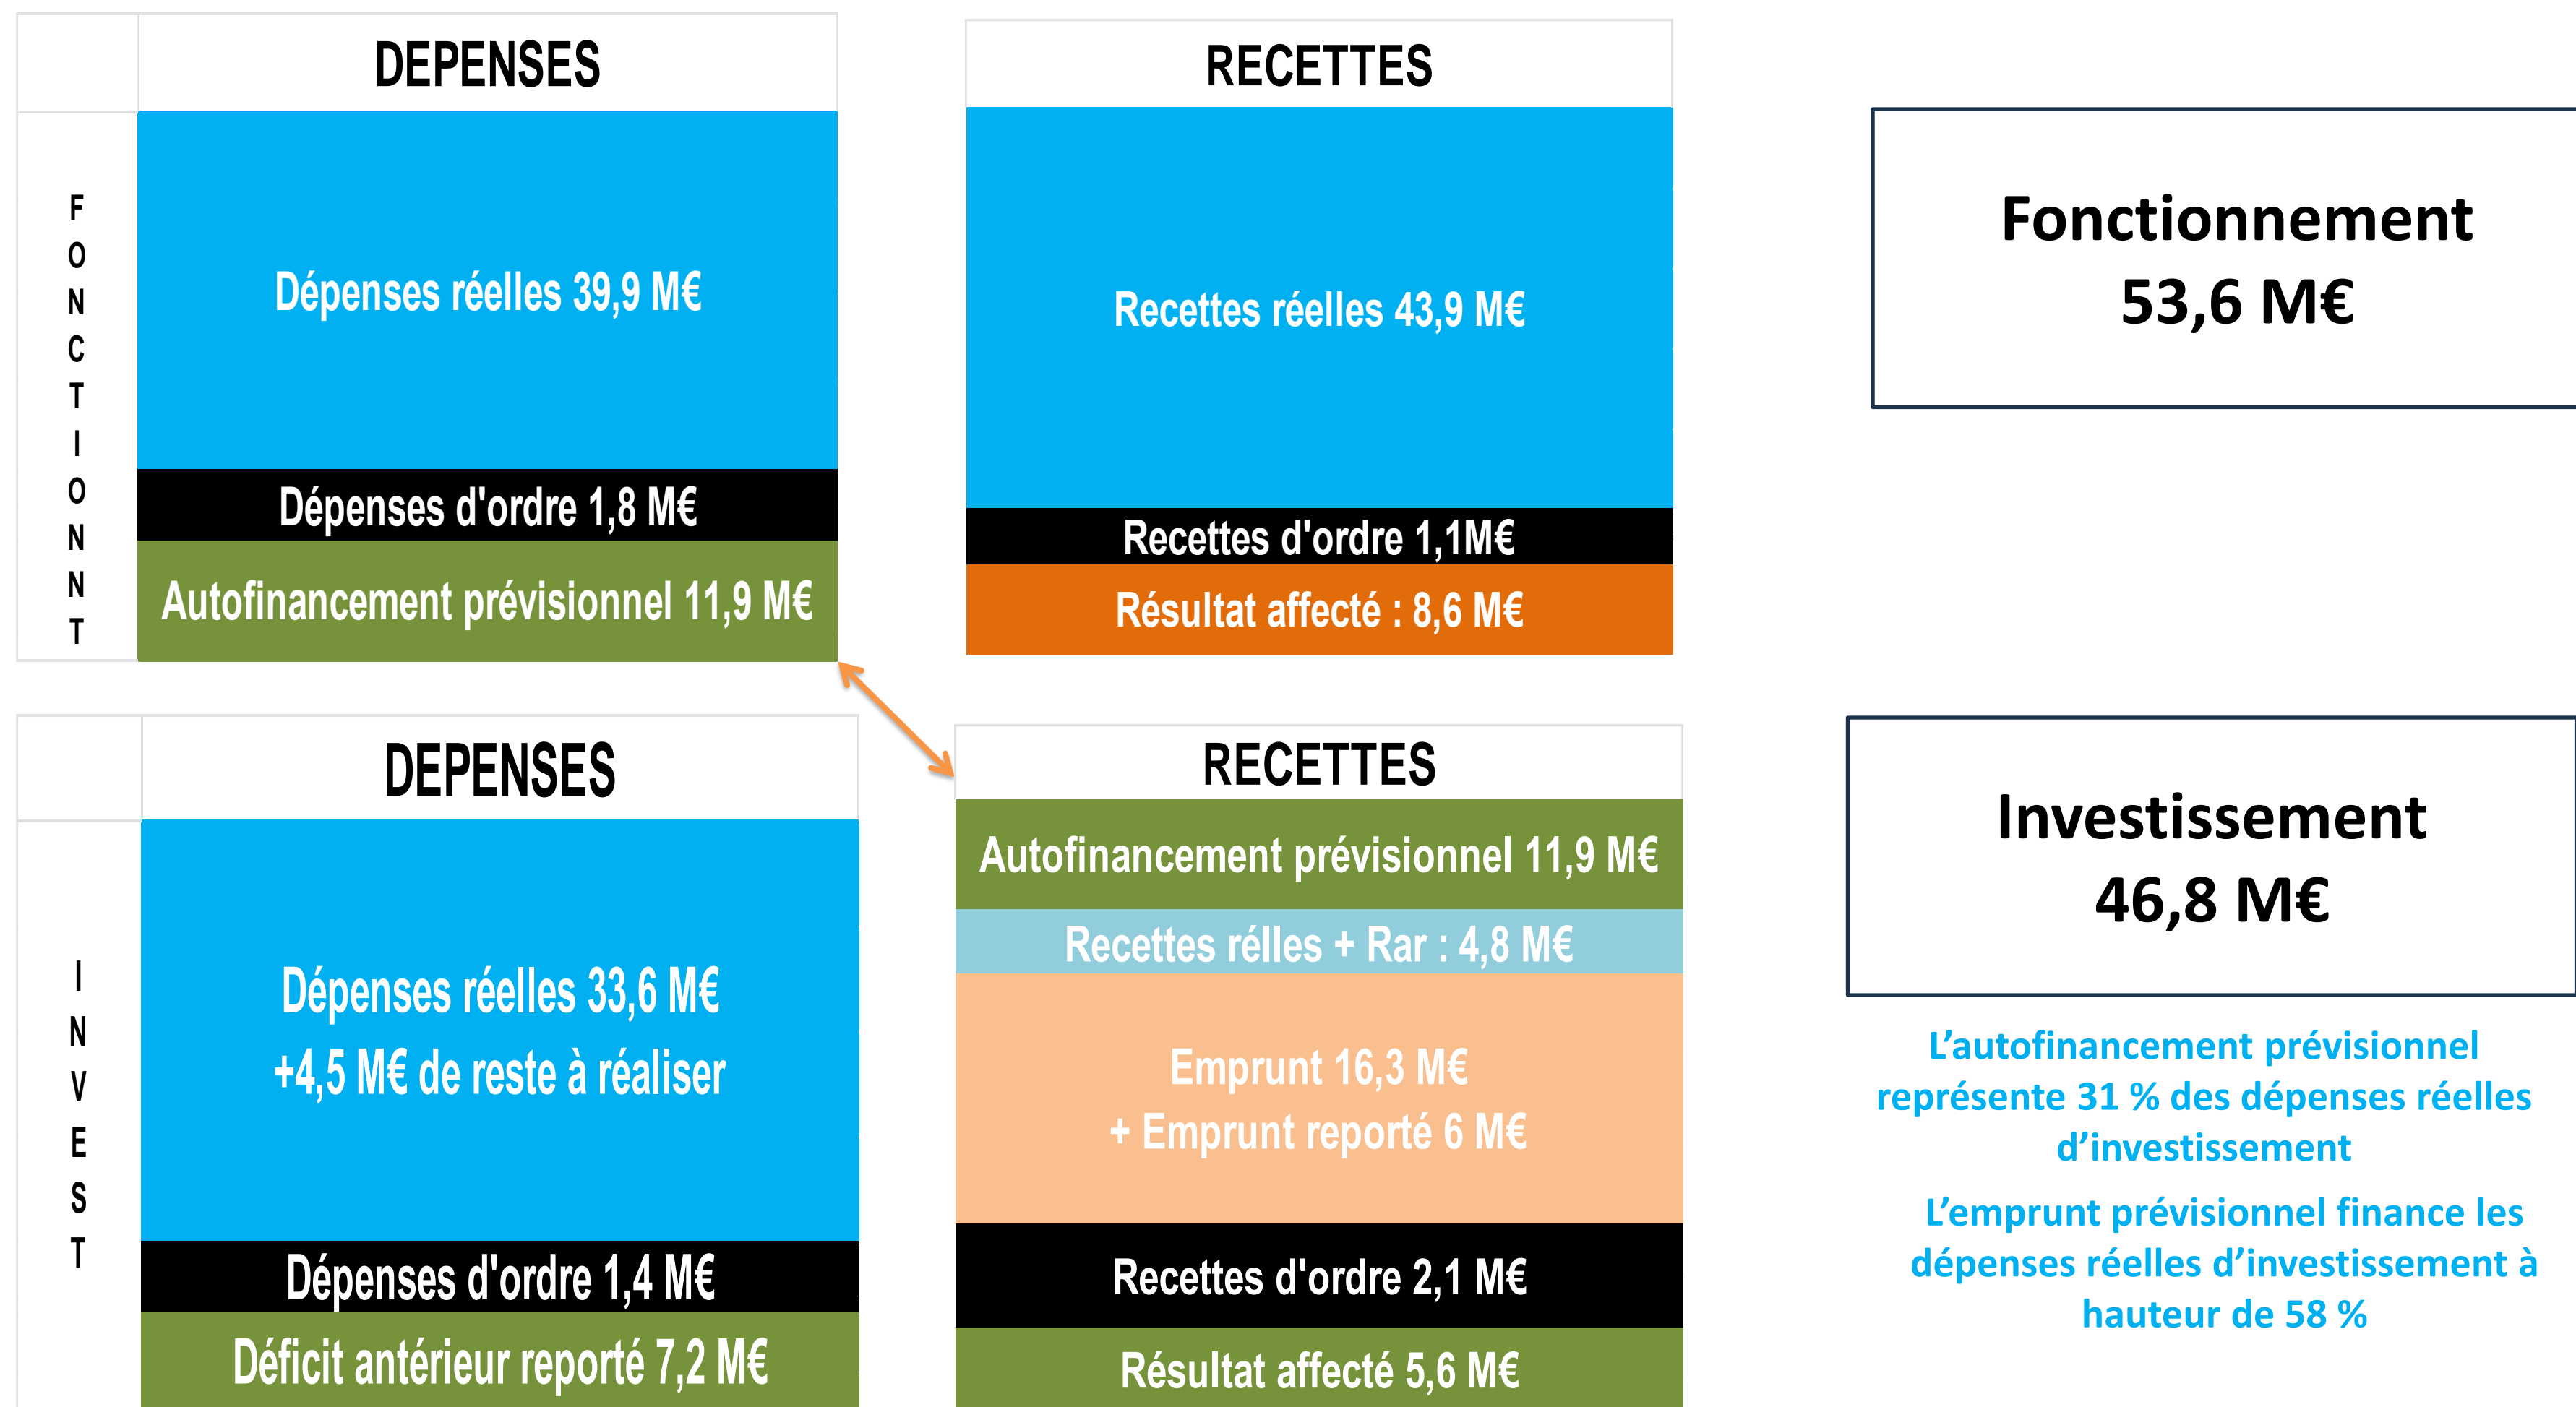 DEPENSES
RECETTES
F
O
N
C
T
I
O
N
N
T
Dépenses réelles 39,9 M€
Dépenses d'ordre 1,8 M€
Autofinancement prévisionnel 11,9 M€
Recettes réelles 43,9 M€
Recettes d'ordre 1,1M€
Résultat affecté : 8,6 M€
Fonctionnement
53,6 M€
DEPENSES
RECETTES
I
N
V
E
S
T
Dépenses réelles 33,6 M€
+4,5 M€ de reste à réaliser
Dépenses d'ordre 1,4 M€
Déficit antérieur reporté 7,2 M€
Autofinancement prévisionnel 11,9 M€
Recettes rélles + Rar : 4,8 M€
Emprunt 16,3 M€
+ Emprunt reporté 6 M€
Recettes d'ordre 2,1 M€
Résultat affecté 5,6 M€
Investissement
46,8 M€
L’autofinancement prévisionnel
représente 31 % des dépenses réelles
d’investissement
L’emprunt prévisionnel finance les
dépenses réelles d’investissement à
hauteur de 58 %